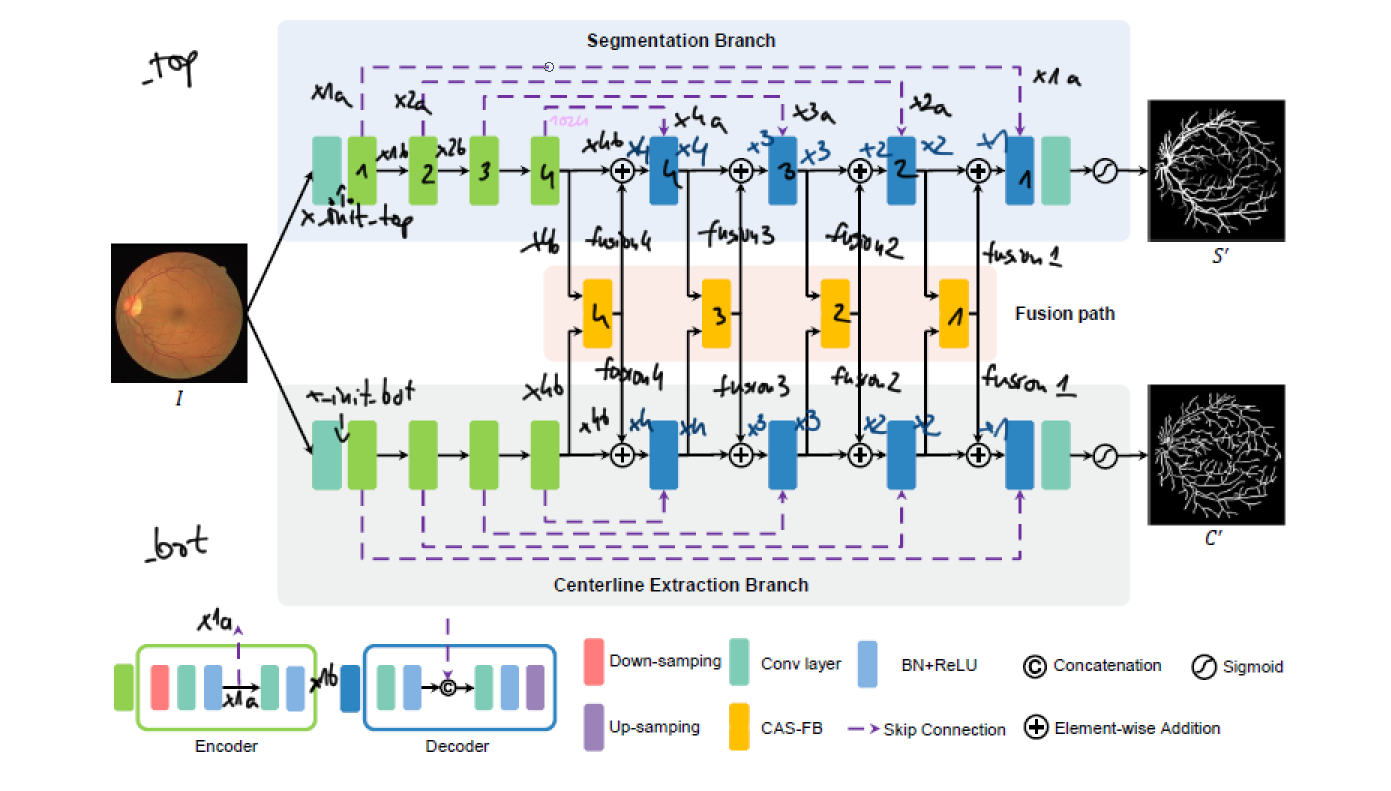 Segmentation Branch
_top
x1a
x2a
1024
x4a
x3a
x2a
x1a
x1b
x2b
x4b
x4
x4
x3
x3
x2
x2
x1
1
2
3
4
4
3
2
1
x_init_top
x4b
fusion4
fusion3
fusion2
fusion 1
S′
I
4
3
2
1
Fusion path
x4b
fusion4
fusion3
fusion2
fusion 1
x_init_bot
x4b
x4
x4
x3
x3
x2
x2
x1
C′
_bot
Centerline Extraction Branch
x1a
x1a
x1b
C
Encoder
Decoder
Down-samping
Conv layer
BN+ReLU
C Concatenation
Sigmoid
Up-samping
CAS-FB
Skip Connection
Element-wise Addition